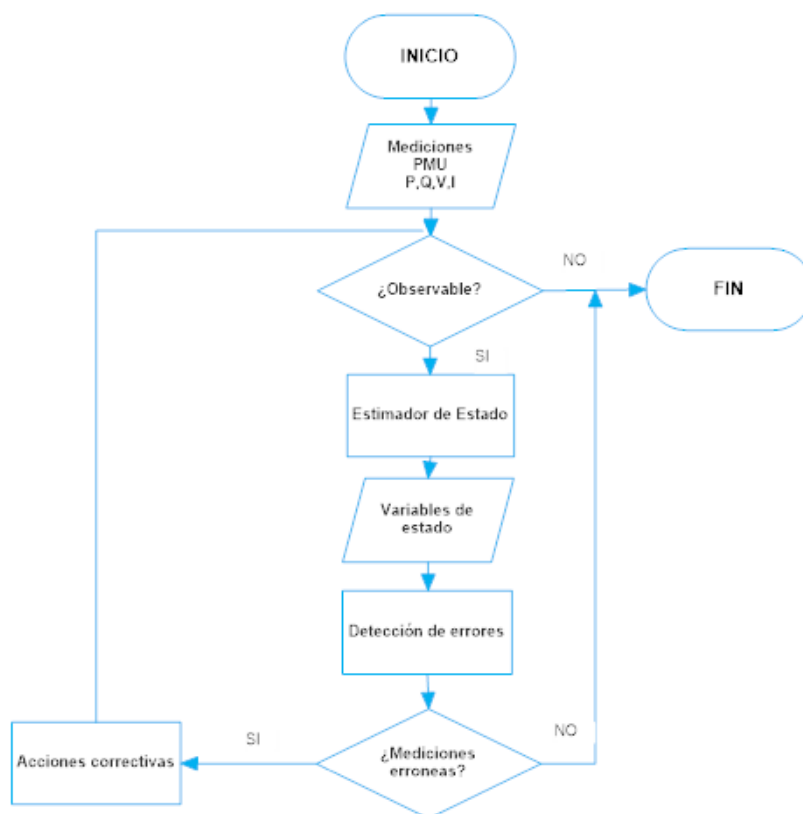 INICIO
Mediciones
PMU
P,Q,V,I
¿Observable?
NO
FIN
SI
Estimador de Estado
Variables de
estado
Detección de errores
¿Mediciones
erroneas?
NO
SI
Acciones correctivas